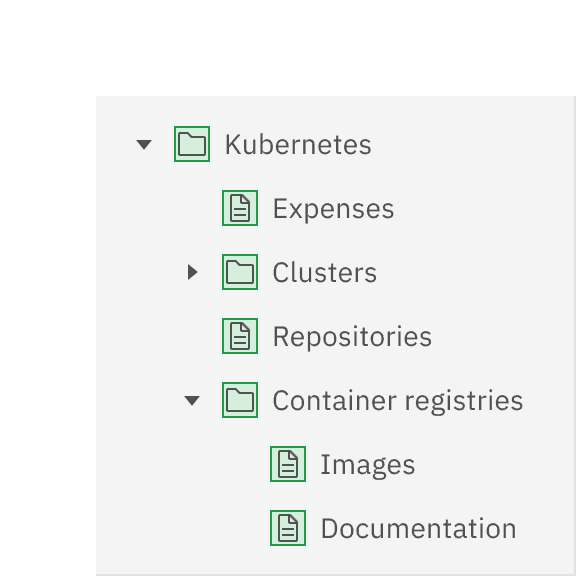 Kubernetes
Expenses
Clusters
Repositories
Container registries
Images
Documentation